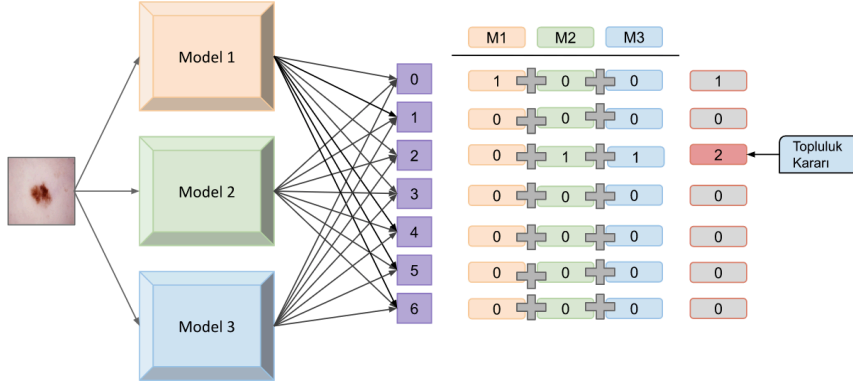 Model 1
Model 2
Model 3
0
1
2
3
4
5
6
M1 M2 M3
1 0 0 1
0 0 0 0
0 1 1 2
0 0 0 0
0 0 0 0
0 0 0 0
0 0 0 0
Topluluk
Kararı